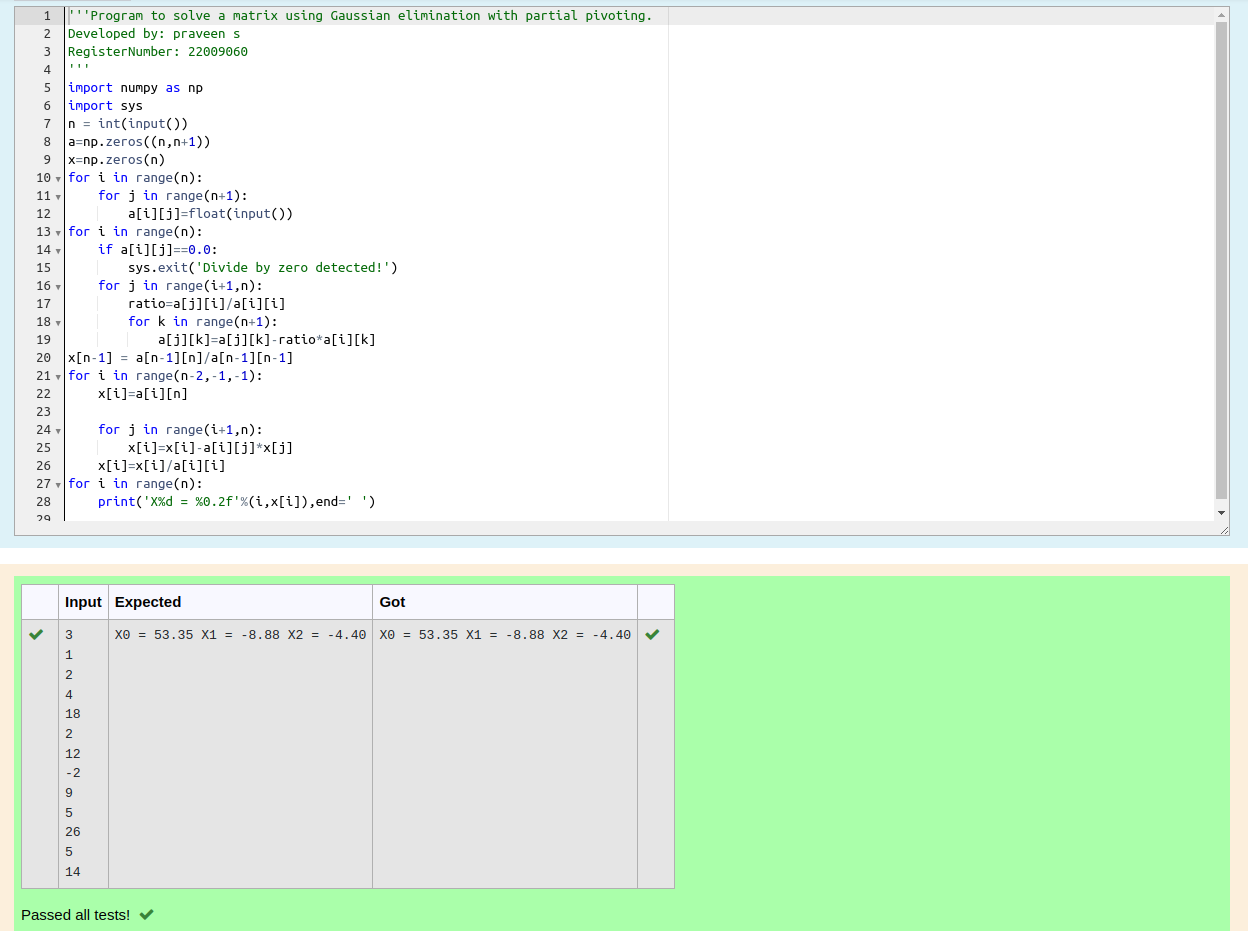 1 '''Program to solve a matrix using Gaussian elimination with partial pivoting.
2 Developed by: praveen s
3 RegisterNumber: 22009060
4 '''
5 import numpy as np
6 import sys
7 n = int(input())
8 a=np.zeros((n,n+1))
9 x=np.zeros(n)
10 for i in range(n):
11     for j in range(n+1):
12         a[i][j]=float(input())
13 for i in range(n):
14     if a[i][j]==0.0:
15         sys.exit('Divide by zero detected!')
16     for j in range(i+1,n):
17         ratio=a[j][i]/a[i][i]
18         for k in range(n+1):
19             a[j][k]=a[j][k]-ratio*a[i][k]
20 x[n-1] = a[n-1][n]/a[n-1][n-1]
21 for i in range(n-2,-1,-1):
22     x[i]=a[i][n]
23
24     for j in range(i+1,n):
25         x[i]=x[i]-a[i][j]*x[j]
26     x[i]=x[i]/a[i][i]
27 for i in range(n):
28     print('X%d = %0.2f'%(i,x[i]),end=' ')
29
Input Expected Got
3 X0 = 53.35 X1 = -8.88 X2 = -4.40 X0 = 53.35 X1 = -8.88 X2 = -4.40
1
2
4
18
2
12
-2
9
5
26
5
14
Passed all tests!